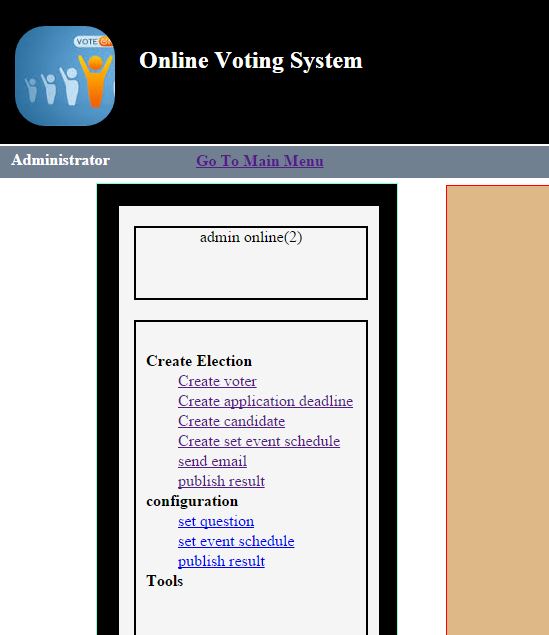 VOTE
Online Voting System
Administrator Go To Main Menu
admin online(2)
Create Election
Create voter
Create application deadline
Create candidate
Create set event schedule
send email
publish result
configuration
set question
set event schedule
publish result
Tools